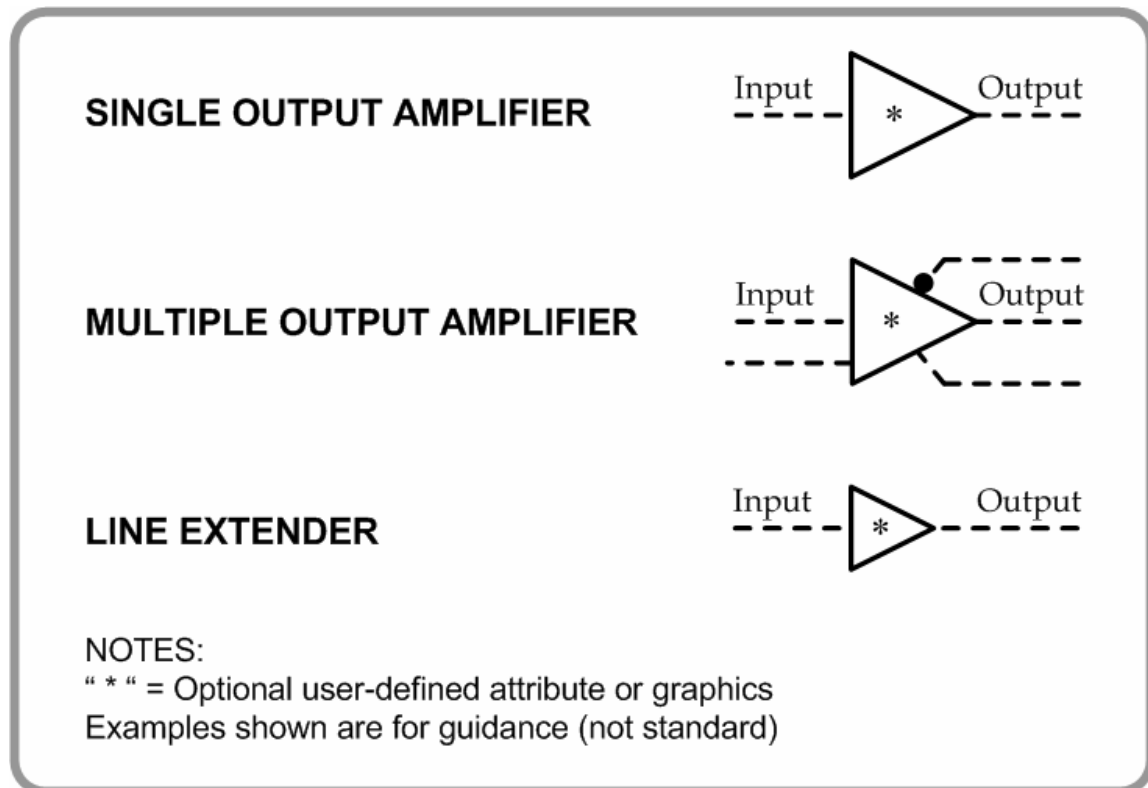 SINGLE OUTPUT AMPLIFIER
Input
*
Output
MULTIPLE OUTPUT AMPLIFIER
Input
*
Output
LINE EXTENDER
Input
*
Output
NOTES:
“ * “ = Optional user-defined attribute or graphics
Examples shown are for guidance (not standard)